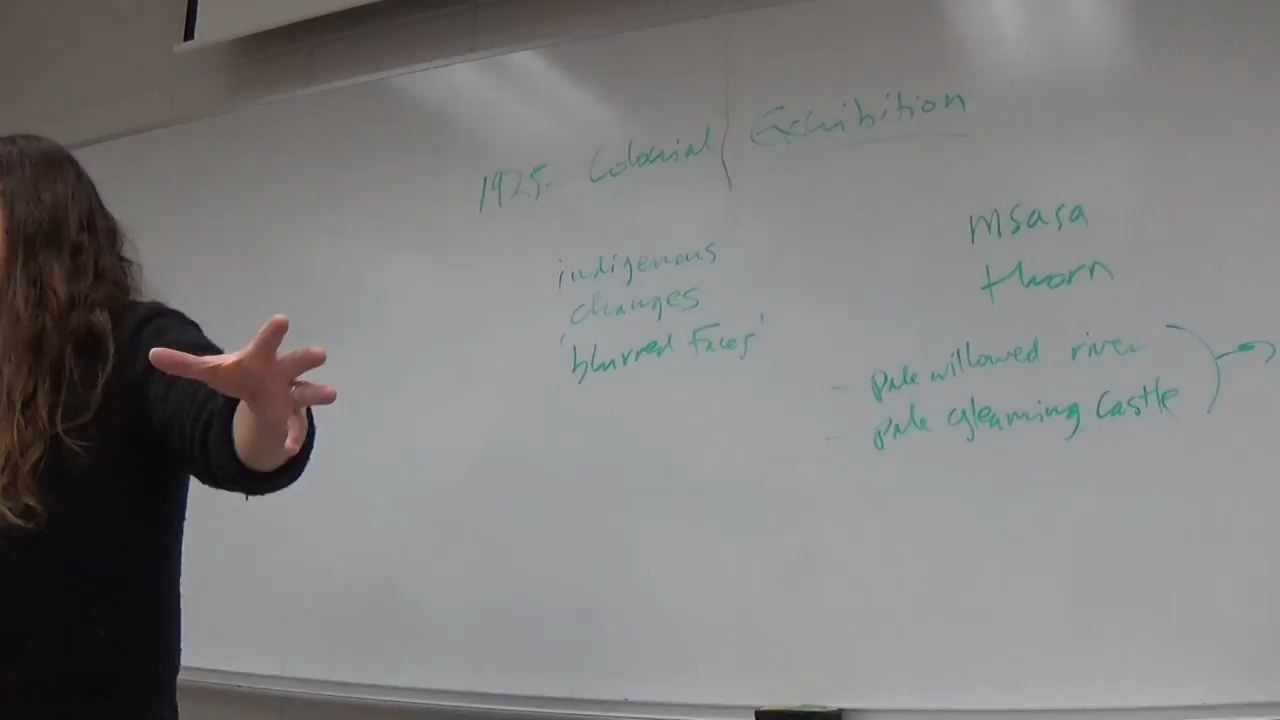 1925- Colonial Exhibition
indigenous
changes
'blurred Faces'
msasa
thorn
- pale willowed river
- pale gleaming Castle